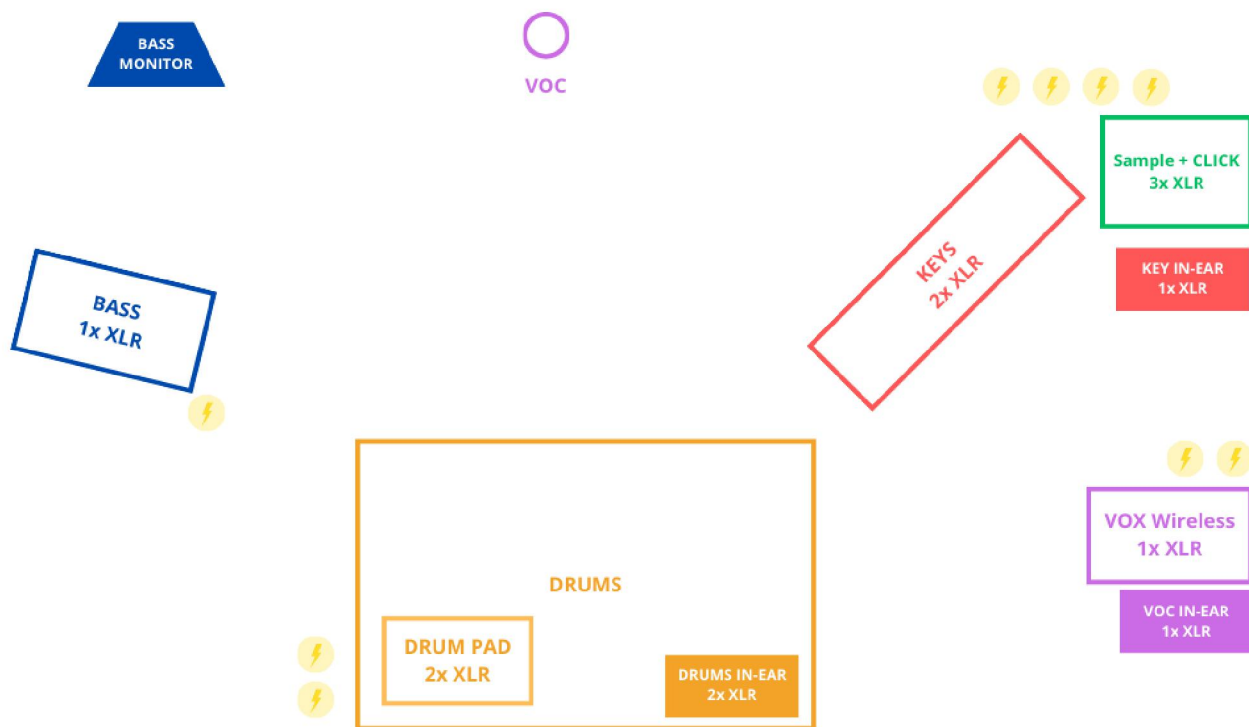 BASS
MONITOR
VOC
Sample + CLICK
3x XLR
KEYS
2x XLR
KEY IN-EAR
1x XLR
BASS
1x XLR
VOX Wireless
1x XLR
VOC IN-EAR
1x XLR
DRUMS
DRUM PAD
2x XLR
DRUMS IN-EAR
2x XLR